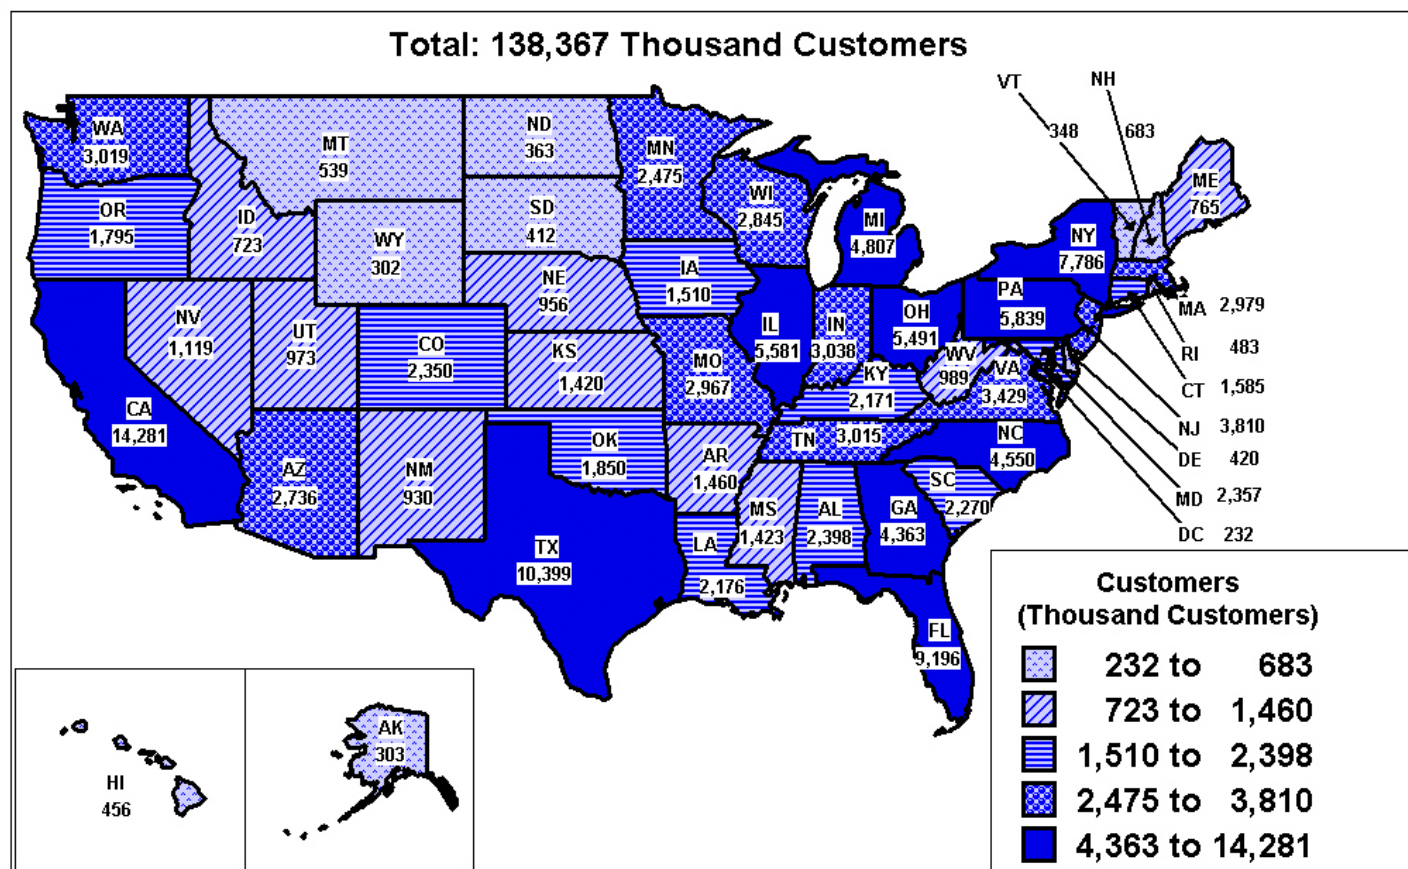 Total: 138,367 Thousand Customers
VT
NH
348
683
WA
3,019
MT
539
ND
363
MN
2,475
ME
765
OR
1,795
ID
723
WY
302
SD
412
WI
2,845
MI
4,807
NY
7,786
NV
1,119
UT
973
NE
956
IA
1,510
IL
5,581
IN
3,038
OH
5,491
PA
5,839
MA 2,979
RI 483
CT 1,585
NJ 3,810
DE 420
MD 2,357
DC 232
CO
2,350
KS
1,420
MO
2,967
KY
2,171
WV
989
VA
3,429
CA
14,281
AZ
2,736
NM
930
OK
1,850
AR
1,460
TN 3,015
NC
4,550
SC
2,270
MS
1,423
AL
2,398
GA
4,363
TX
10,399
LA
2,176
FL
9,196
HI
456
AK
303
Customers
(Thousand Customers)
232 to 683
723 to 1,460
1,510 to 2,398
2,475 to 3,810
4,363 to 14,281